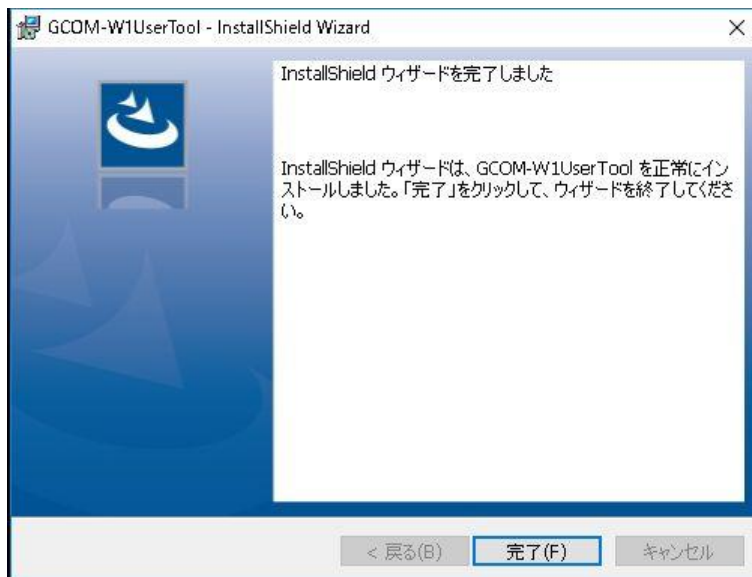 GCOM-W1UserTool - InstallShield Wizard
InstallShield ウィザードを完了しました
InstallShield ウィザードは、GCOM-W1UserTool を正常にイン
ストールしました。「完了」をクリックして、ウィザードを終了してくださ
い。
< 戻る(B)
完了(F)
キャンセル